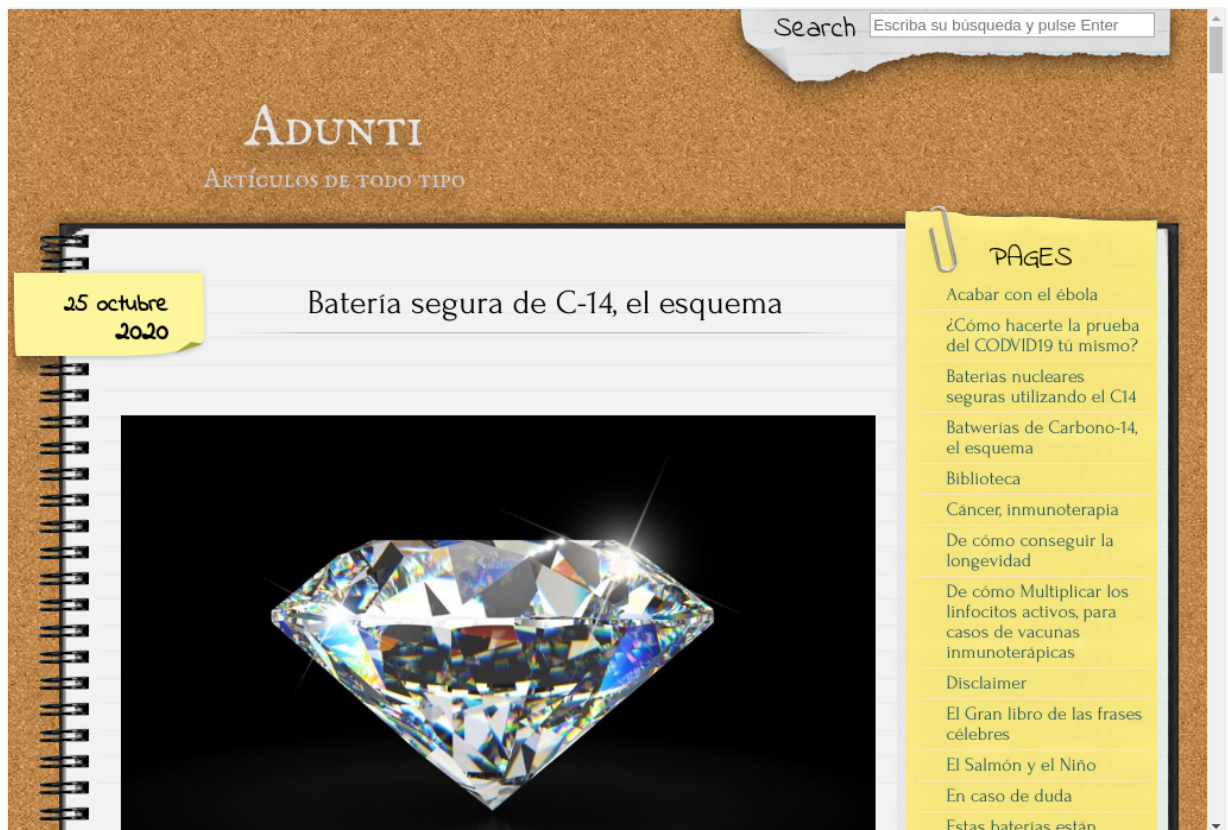 Search
Escriba su búsqueda y pulse Enter
Adunti
Artículos de todo tipo
25 octubre
2020
Batería segura de C-14, el esquema
PAGES
Acabar con el ébola
¿Cómo hacerte la prueba
del CODVID19 tú mismo?
Baterias nucleares
seguras utilizando el C14
Batwerías de Carbono-14,
el esquema
Biblioteca
Cáncer, inmunoterapia
De cómo conseguir la
longevidad
De cómo Multiplicar los
linfocitos activos, para
casos de vacunas
inmunoterápicas
Disclaimer
El Gran libro de las frases
célebres
El Salmón y el Niño
En caso de duda
Estas baterías están